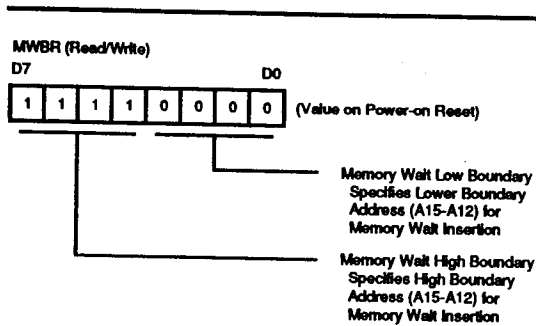 MWBR (Read/Write)
D7 D0
1 1 1 1 0 0 0 0 (Value on Power-on Reset)
Memory Wait Low Boundary
Specifies Lower Boundary
Address (A15-A12) for
Memory Wait Insertion
Memory Wait High Boundary
Specifies High Boundary
Address (A15-A12) for
Memory Wait Insertion